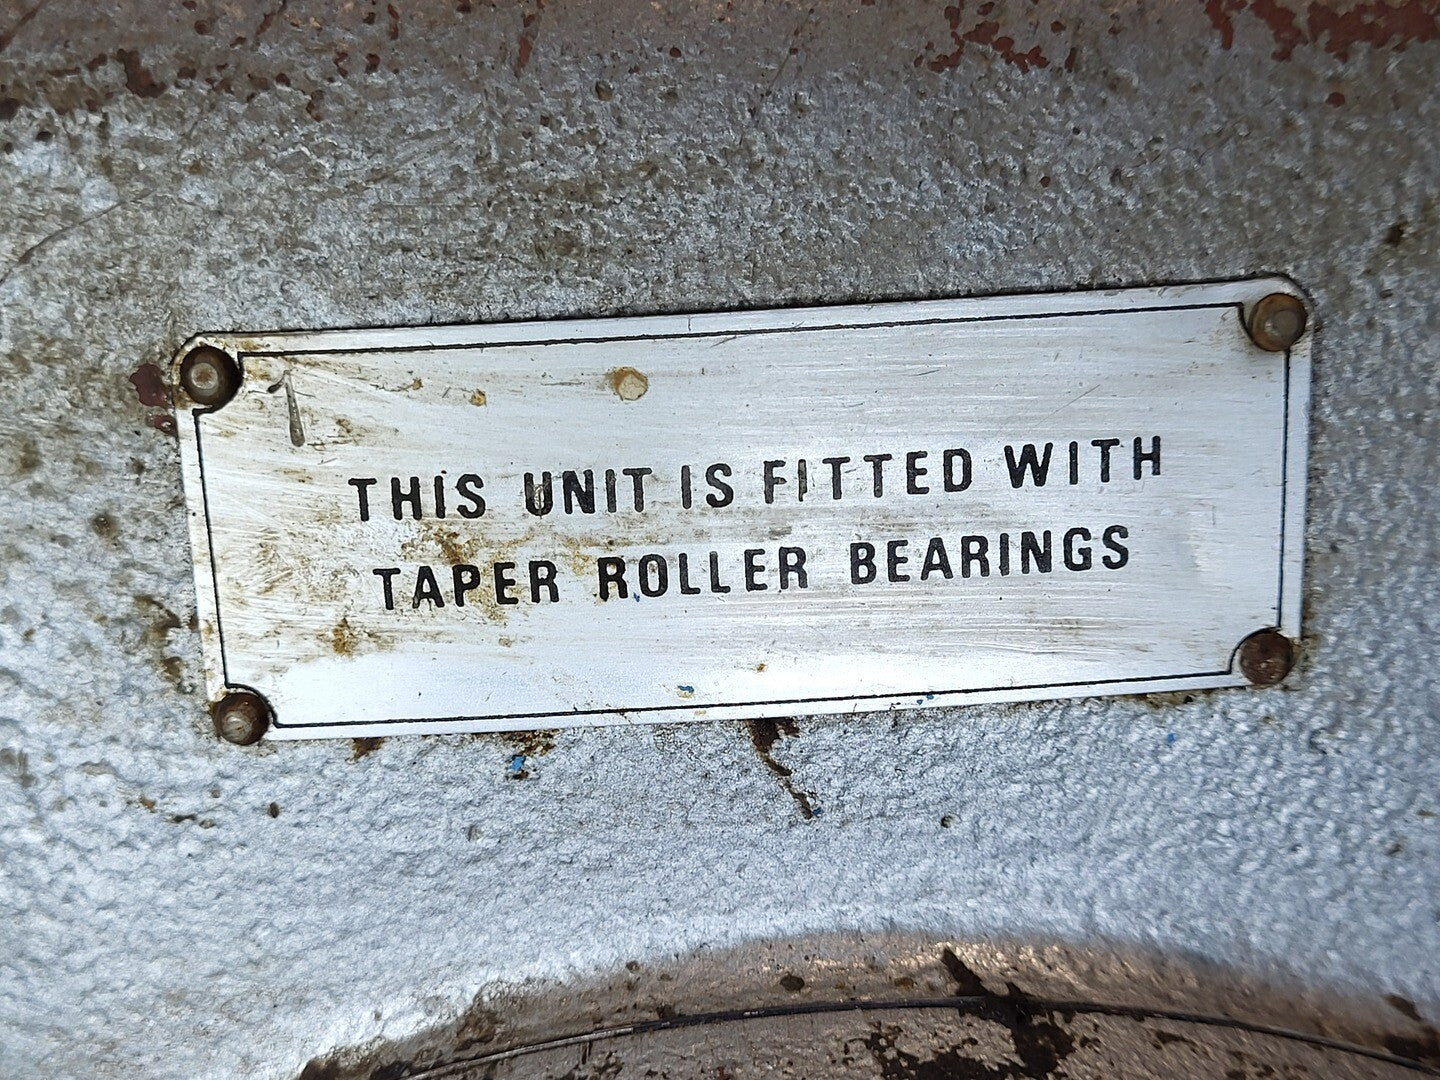 THIS UNIT IS FITTED WITH
TAPER ROLLER BEARINGS